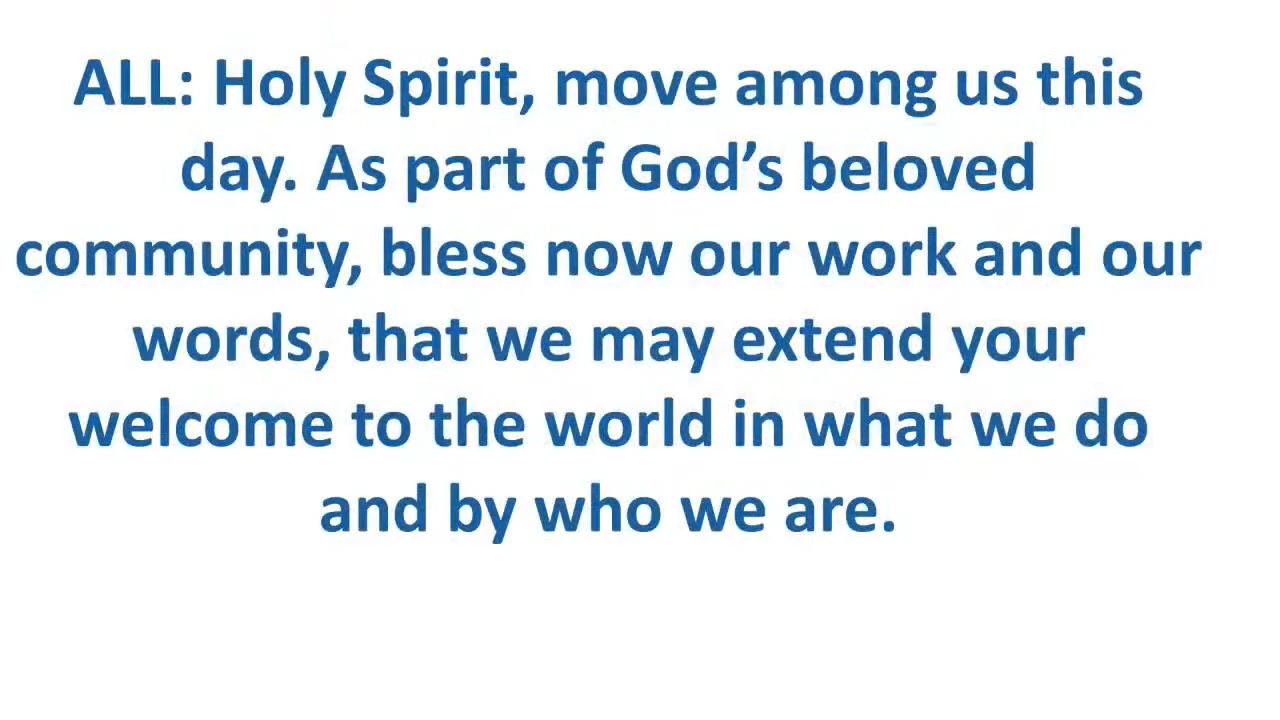 ALL: Holy Spirit, move among us this
day. As part of God’s beloved
community, bless now our work and our
words, that we may extend your
welcome to the world in what we do
and by who we are.